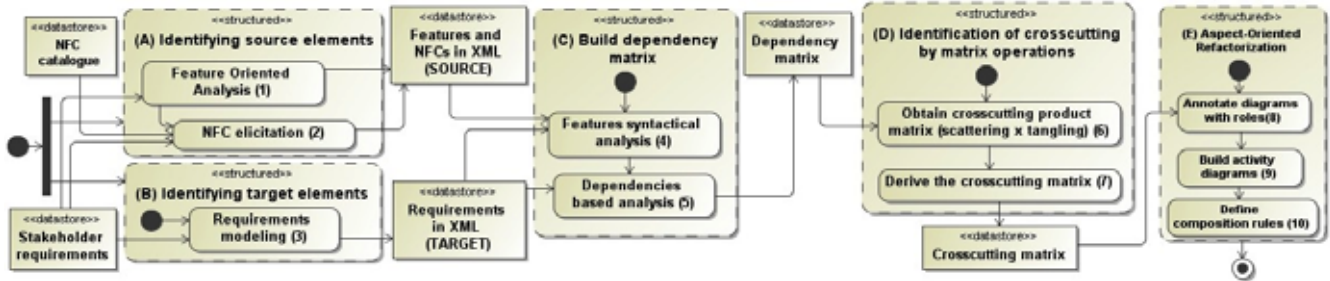 <<datastore>>
NFC
catalogue
<<structured>>
(A) Identifying source elements
Feature Oriented
Analysis (1)
NFC elicitation (2)
<<structured>>
(B) Identifying target elements
Requirements
modeling (3)
<<datastore>>
Stakeholder
requirements
<<datastore>>
Features and
NFCs in XML
(SOURCE)
<<datastore>>
Requirements
in XML
(TARGET)
<<structured>>
(C) Build dependency
matrix
Features syntactical
analysis (4)
Dependencies
based analysis (5)
<<datastore>>
Dependency
matrix
<<structured>>
(D) Identification of crosscutting
by matrix operations
Obtain crosscutting product
matrix (scattering x tangling) (6)
Derive the crosscutting matrix (7)
<<datastore>>
Crosscutting matrix
<<structured>>
(E) Aspect-Oriented
Refactorization
Annotate diagrams
with roles(8)
Build activity
diagrams (9)
Define
composition rules (10)